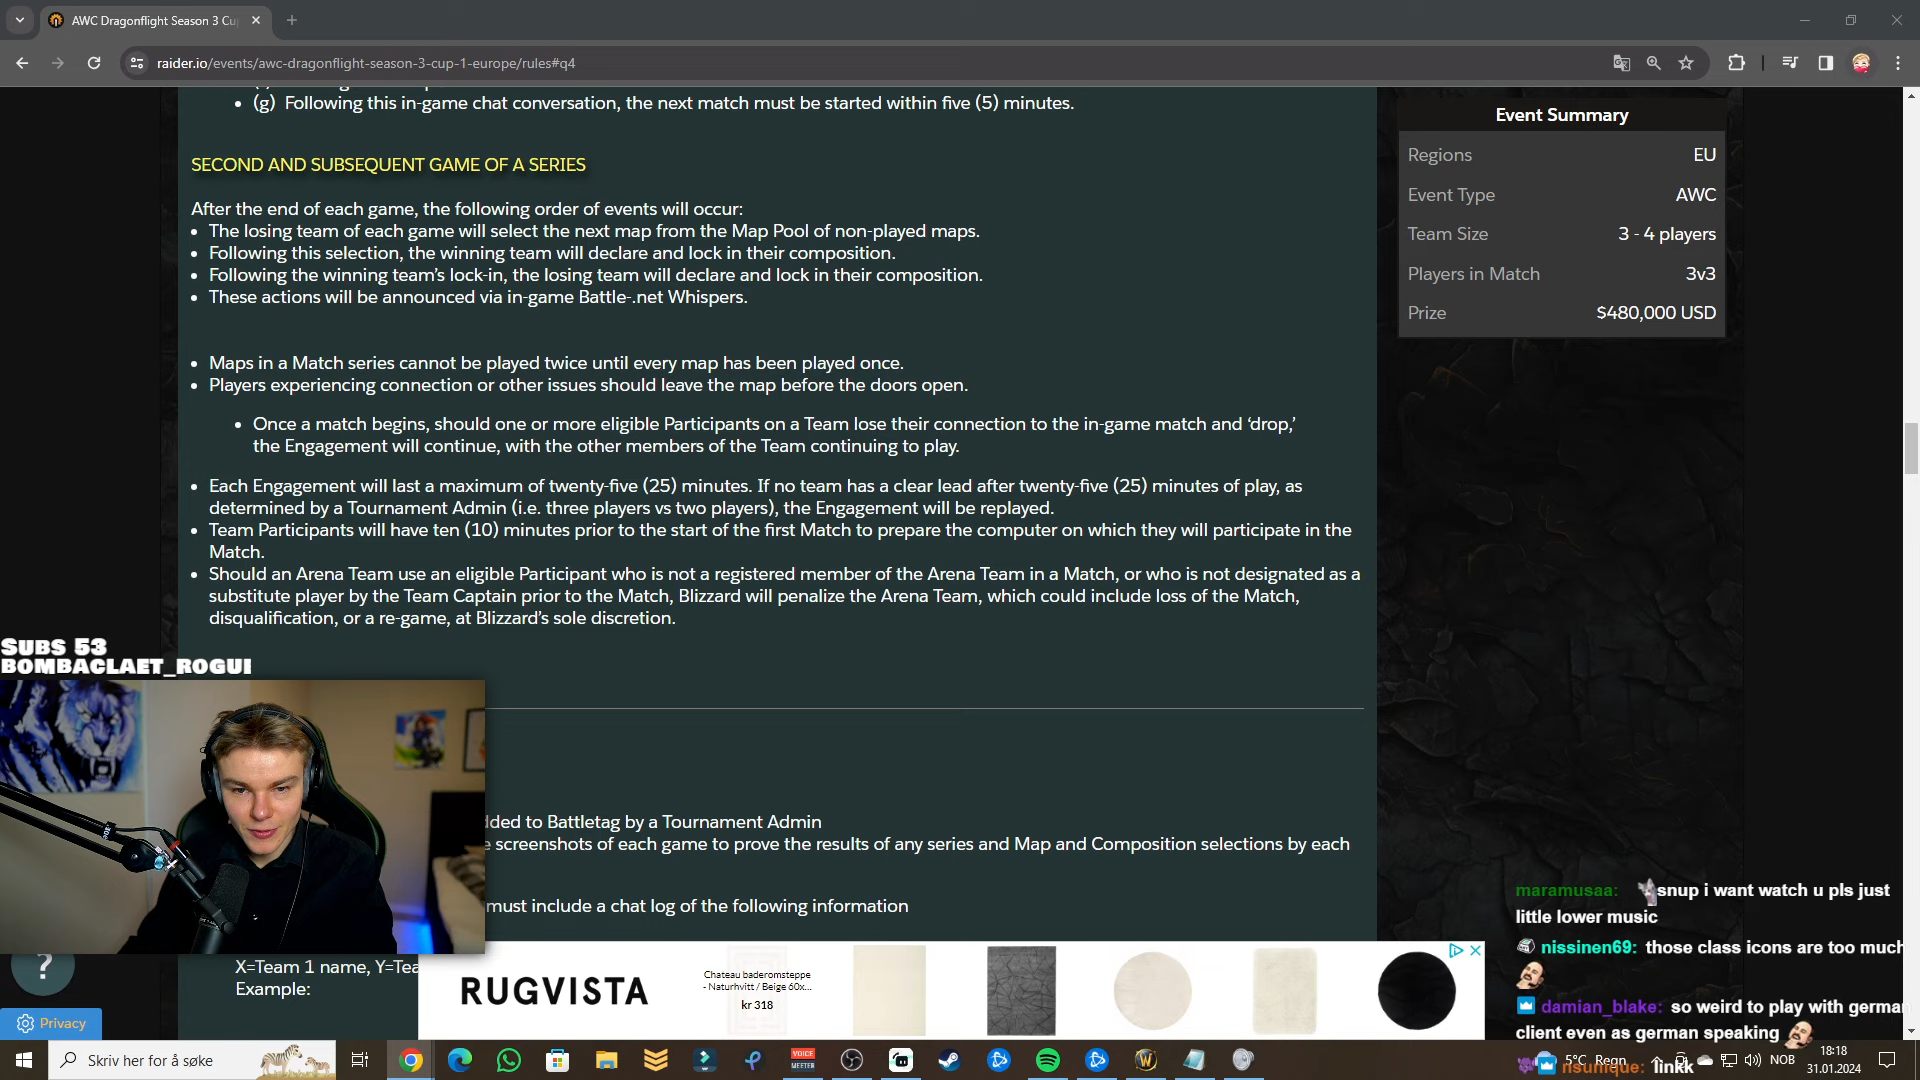 AWC Dragonflight Season 3 Cu
raider.io/events/awc-dragonflight-season-3-cup-1-europe/rules#q4
(g) Following this in-game chat conversation, the next match must be started within five (5) minutes.
SECOND AND SUBSEQUENT GAME OF A SERIES
After the end of each game, the following order of events will occur:
The losing team of each game will select the next map from the Map Pool of non-played maps.
Following this selection, the winning team will declare and lock in their composition.
Following the winning team's lock-in, the losing team will declare and lock in their composition.
These actions will be announced via in-game Battle-.net Whispers.
Maps in a Match series cannot be played twice until every map has been played once.
Players experiencing connection or other issues should leave the map before the doors open.
Once a match begins, should one or more eligible Participants on a Team lose their connection to the in-game match and ‘drop,’
the Engagement will continue, with the other members of the Team continuing to play.
Each Engagement will last a maximum of twenty-five (25) minutes. If no team has a clear lead after twenty-five (25) minutes of play, as
determined by a Tournament Admin (i.e. three players vs two players), the Engagement will be replayed.
Team Participants will have ten (10) minutes prior to the start of the first Match to prepare the computer on which they will participate in the
Match.
Should an Arena Team use an eligible Participant who is not a registered member of the Arena Team in a Match, or who is not designated as a
substitute player by the Team Captain prior to the Match, Blizzard will penalize the Arena Team, which could include loss of the Match,
disqualification, or a re-game, at Blizzard's sole discretion.
Event Summary
Regions EU
Event Type AWC
Team Size 3 - 4 players
Players in Match 3v3
Prize $480,000 USD
SUBS 53
BOMBACLAET_ROGUI
dded to Battletag by a Tournament Admin
e screenshots of each game to prove the results of any series and Map and Composition selections by each
must include a chat log of the following information
X=Team 1 name, Y=Tea
Example:
?
Privacy
RUGVISTA
Chateau baderomsteppe
- Naturhvitt / Beige 60x...
kr 318
maramusaa: snup i want watch u pls just
little lower music
nissinen69: those class icons are too much
damian_blake: so weird to play with german
client even as german speaking
nsunique: linkk
Skriv her for å søke
VOICE
MEETER
5°C Regn
NOB
18:18
31.01.2024